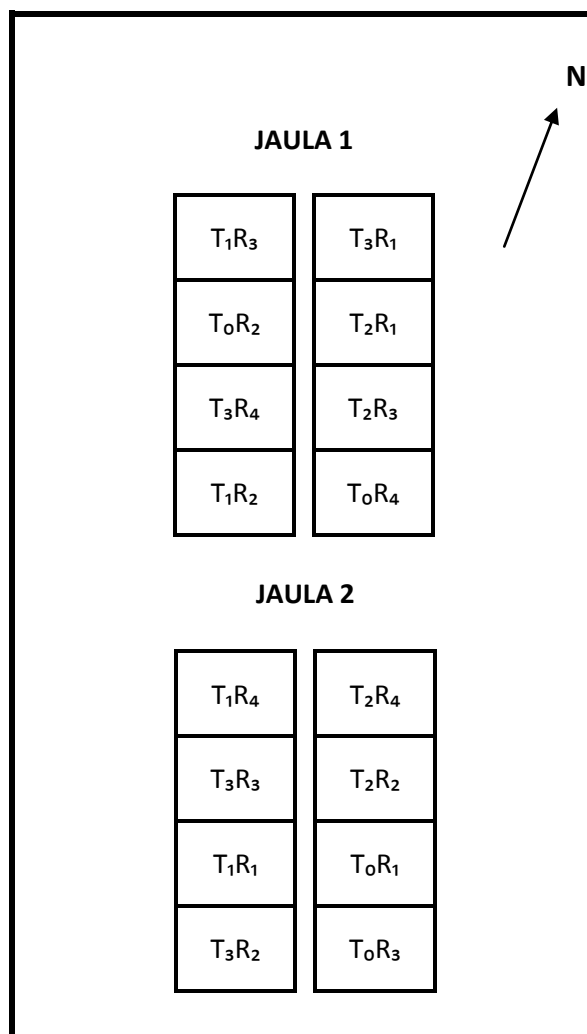 N
JAULA 1
T₁R₃ T₃R₁
T₀R₂ T₂R₁
T₃R₄ T₂R₃
T₁R₂ T₀R₄
JAULA 2
T₁R₄ T₂R₄
T₃R₃ T₂R₂
T₁R₁ T₀R₁
T₃R₂ T₀R₃